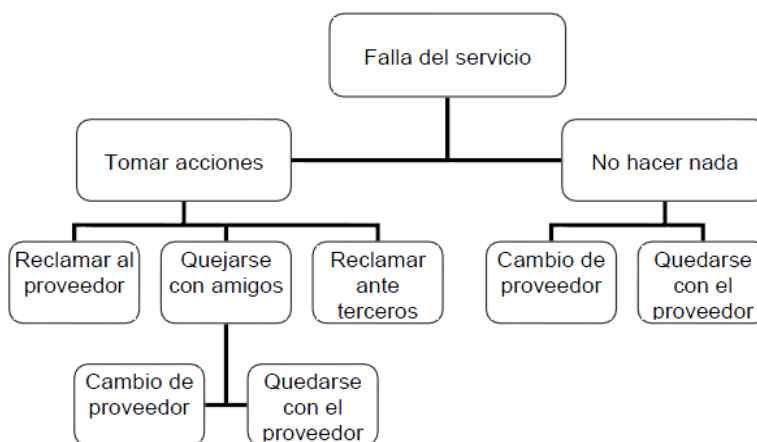 Falla del servicio
Tomar acciones
No hacer nada
Reclamar al
proveedor
Quejarse
con amigos
Reclamar
ante
terceros
Cambio de
proveedor
Quedarse
con el
proveedor
Cambio de
proveedor
Quedarse
con el
proveedor